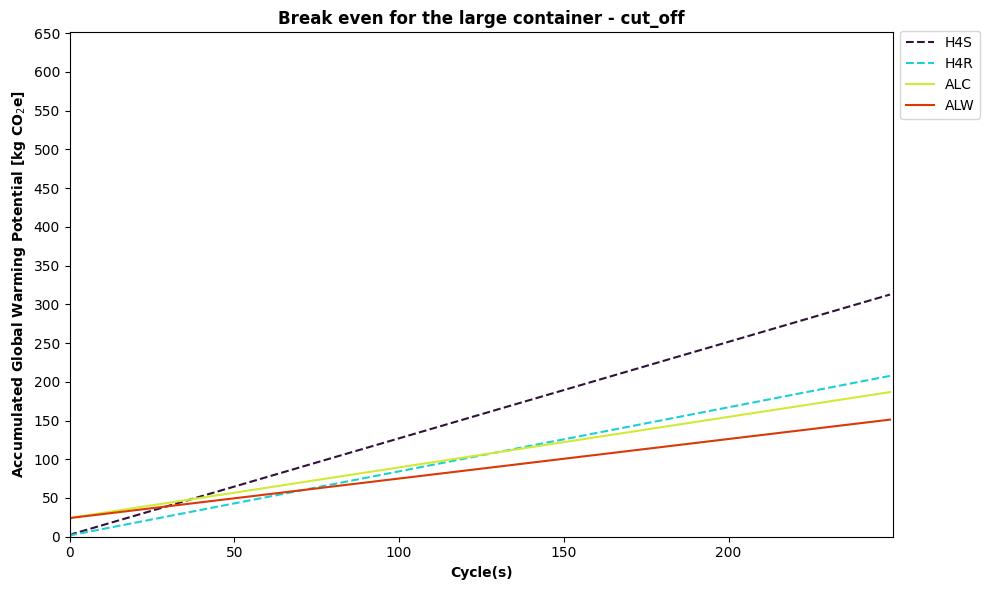 Break even for the large container - cut_off
Accumulated Global Warming Potential [kg CO₂e]
650
600
550
500
450
400
350
300
250
200
150
100
50
0
0
50
100
150
200
Cycle(s)
H4S
H4R
ALC
ALW